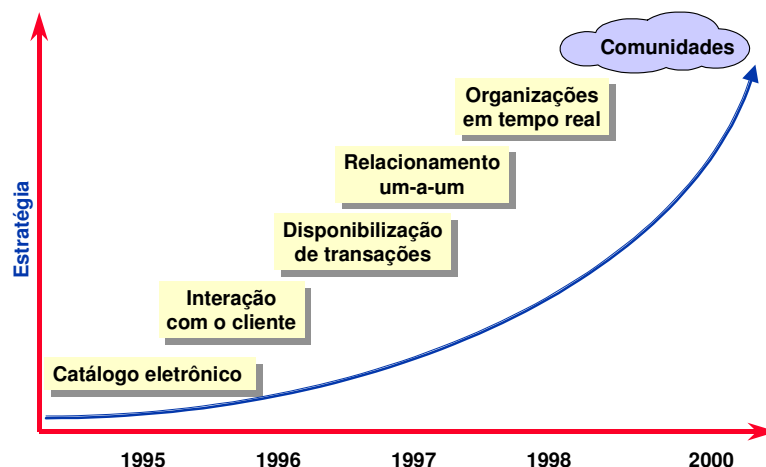 Comunidades
Organizações
em tempo real
Relacionamento
um-a-um
Disponibilização
de transações
Interação
com o cliente
Catálogo eletrônico
Estratégia
1995
1996
1997
1998
2000